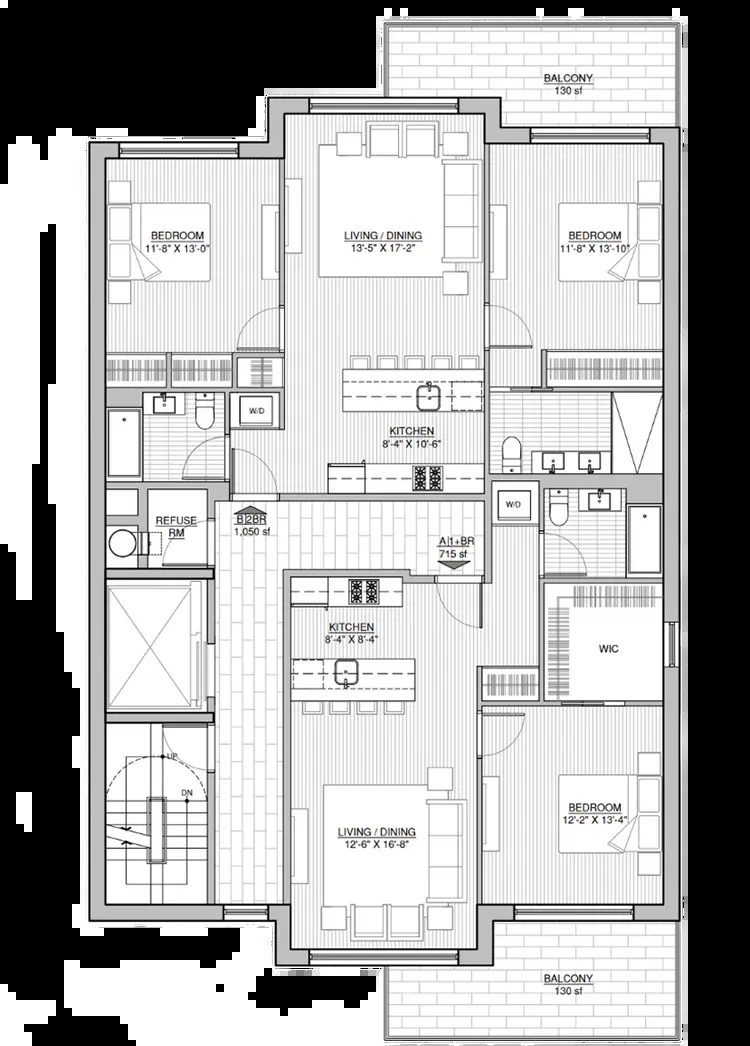 BALCONY
130 sf
BEDROOM
11'-8" X 13'-0"
LIVING / DINING
13'-5" X 17'-2"
BEDROOM
11'-8" X 13'-10"
W/D
KITCHEN
8'-4" X 10'-6"
W/D
REFUSE
RM
B|2BR
1,050 sf
A|1+BR
715 sf
KITCHEN
8'-4" X 8'-4"
WIC
UP
DN
LIVING / DINING
12'-6" X 16'-8"
BEDROOM
12'-2" X 13'-4"
BALCONY
130 sf